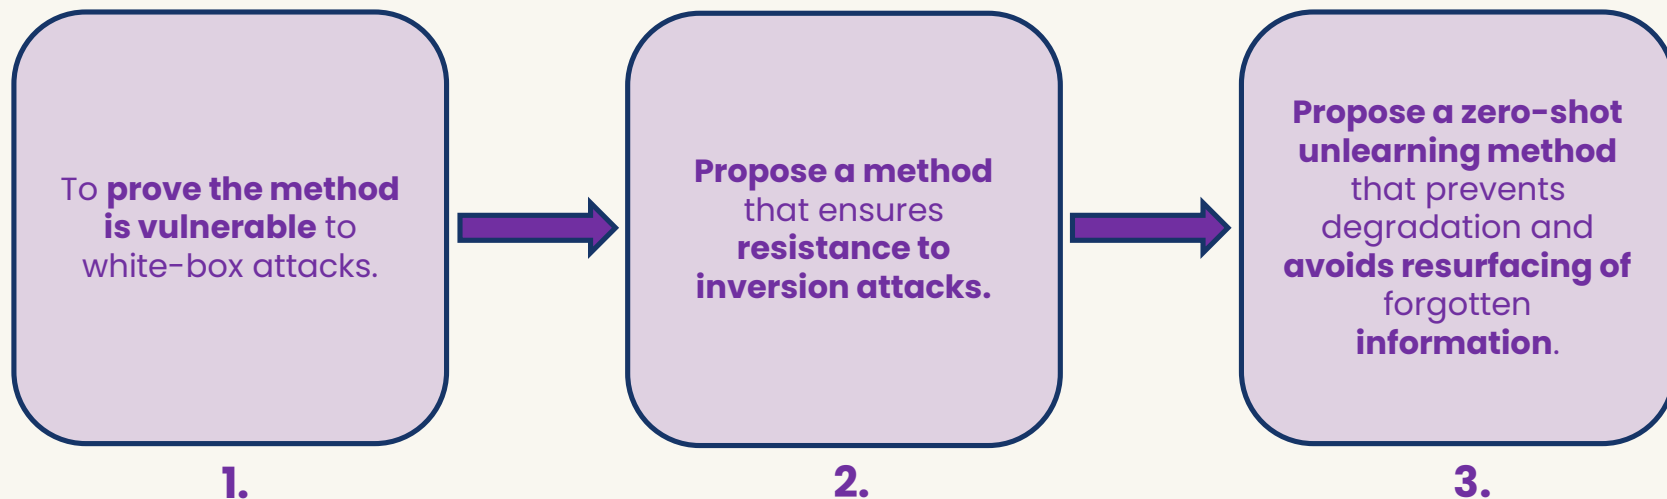 To prove the method
is vulnerable to
white-box attacks.
1.
Propose a method
that ensures
resistance to
inversion attacks.
2.
Propose a zero-shot
unlearning method
that prevents
degradation and
avoids resurfacing of
forgotten
information.
3.